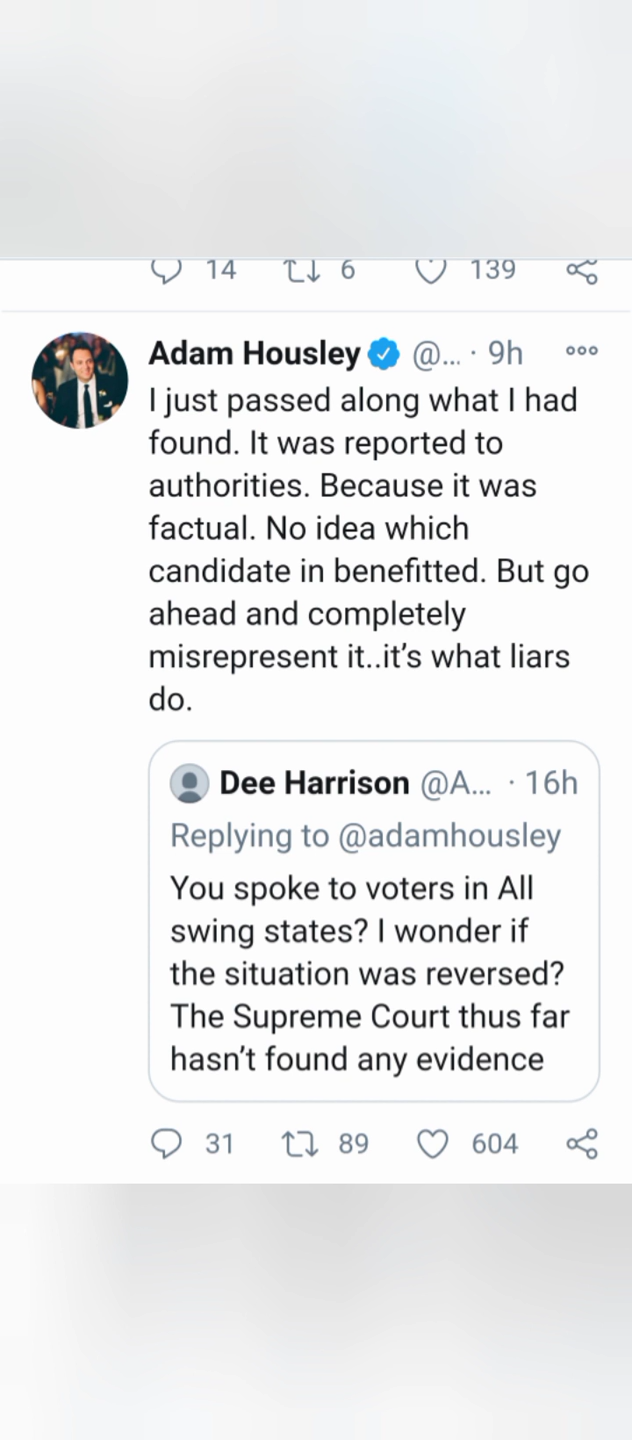 14 6 139
Adam Housley @... · 9h
I just passed along what I had
found. It was reported to
authorities. Because it was
factual. No idea which
candidate in benefitted. But go
ahead and completely
misrepresent it..it's what liars
do.
Dee Harrison @A... · 16h
Replying to @adamhousley
You spoke to voters in All
swing states? I wonder if
the situation was reversed?
The Supreme Court thus far
hasn't found any evidence
31 89 604